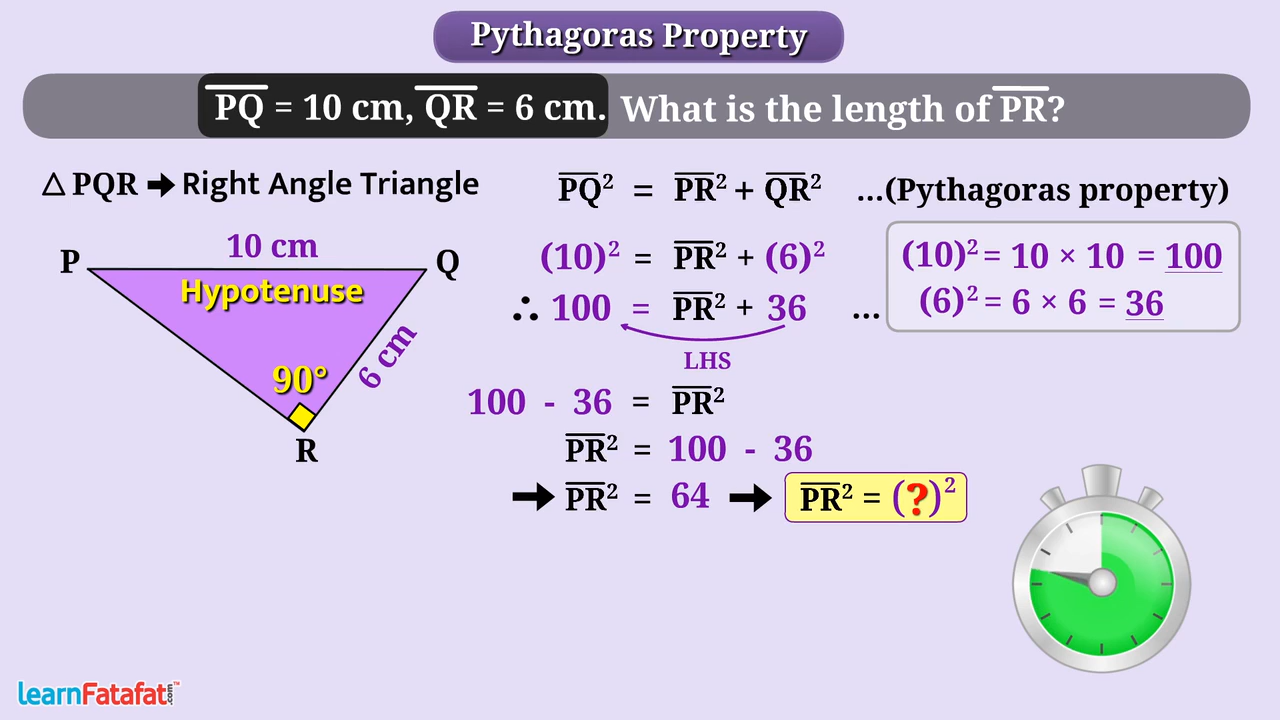 Pythagoras Property
PQ = 10 cm, QR = 6 cm. What is the length of PR?
△ PQR ➡ Right Angle Triangle
PQ² = PR² + QR² ...(Pythagoras property)
10 cm
P
Q
Hypotenuse
6 cm
90°
R
(10)² = PR² + (6)²
(10)² = 10 × 10 = 100
∴ 100 = PR² + 36 ...
(6)² = 6 × 6 = 36
LHS
100 - 36 = PR²
PR² = 100 - 36
➡ PR² = 64 ➡ PR² = (?)²
learnFatafat.com™